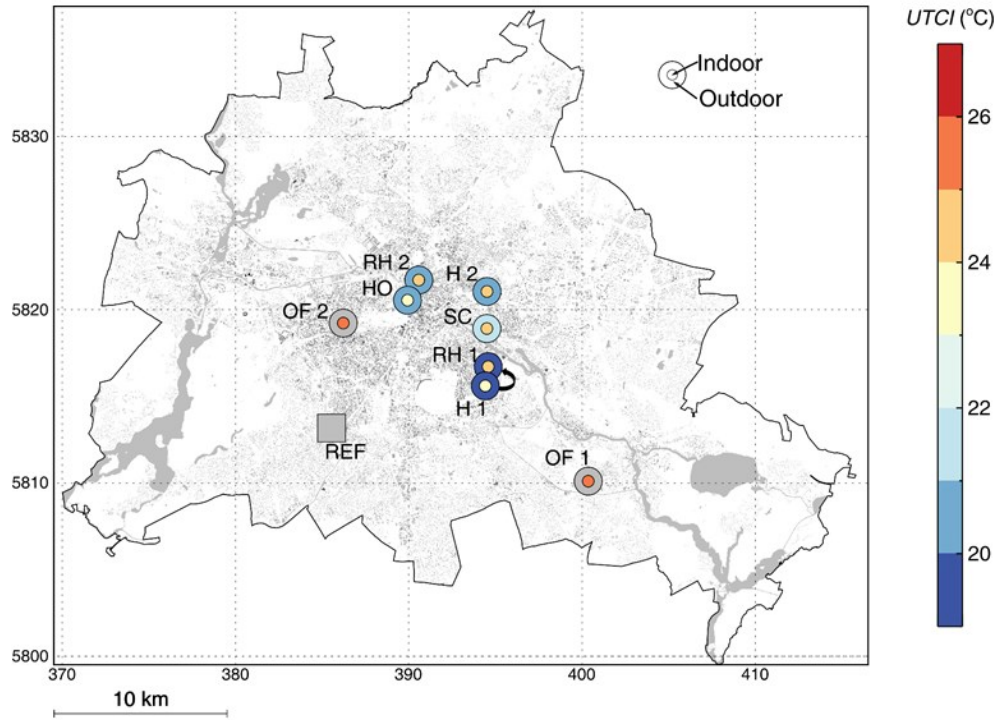 UTCI (°C)
Indoor
Outdoor
26
24
22
20
5830
5820
5810
5800
RH 2
H 2
HO
OF 2
SC
RH 1
H 1
REF
OF 1
370
380
390
400
410
10 km